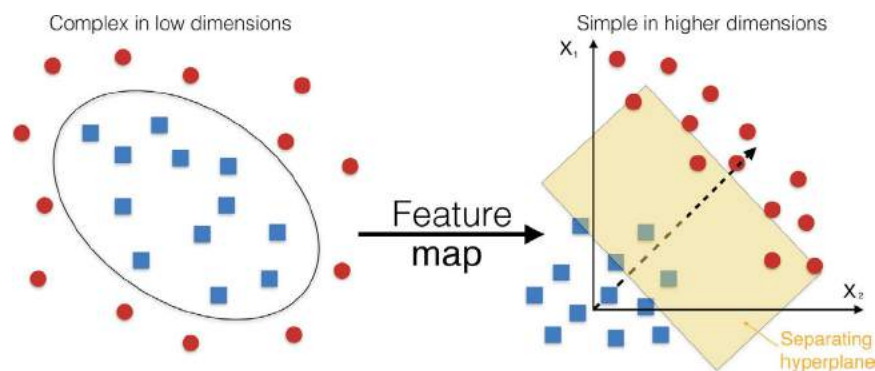 Complex in low dimensions
Simple in higher dimensions
X₁
Feature
map
X₂
Separating
hyperplane